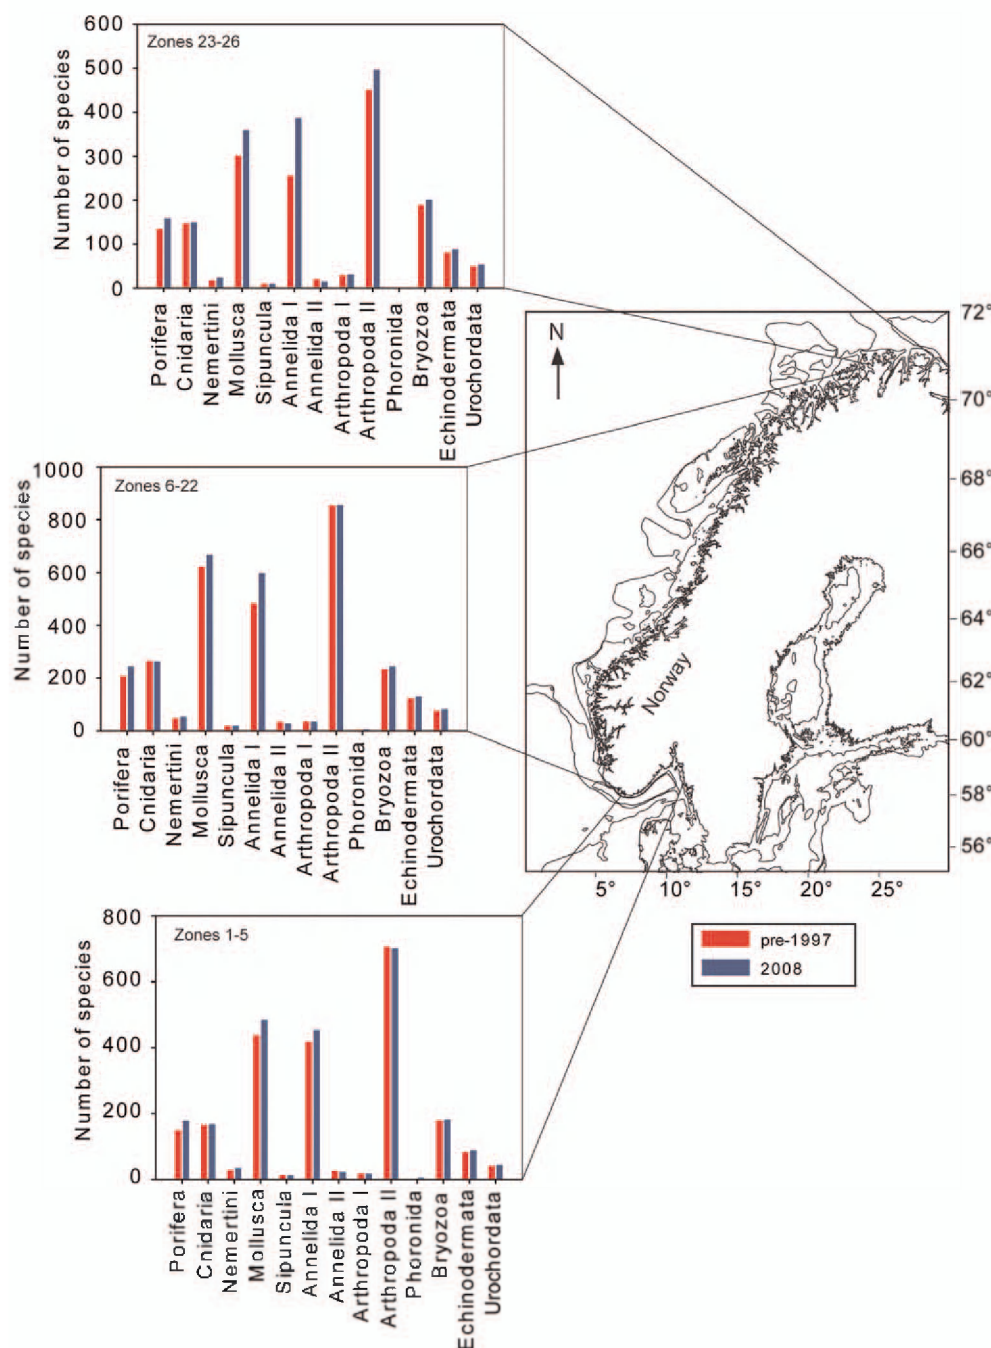 Zones 23-26
Number of species
600
500
400
300
200
100
0
Porifera
Cnidaria
Nemertini
Mollusca
Sipuncula
Annelida I
Annelida II
Arthropoda I
Arthropoda II
Phoronida
Bryozoa
Echinodermata
Urochordata
Zones 6-22
Number of species
1000
800
600
400
200
0
Porifera
Cnidaria
Nemertini
Mollusca
Sipuncula
Annelida I
Annelida II
Arthropoda I
Arthropoda II
Phoronida
Bryozoa
Echinodermata
Urochordata
Zones 1-5
Number of species
800
600
400
200
0
Porifera
Cnidaria
Nemertini
Mollusca
Sipuncula
Annelida I
Annelida II
Arthropoda I
Arthropoda II
Phoronida
Bryozoa
Echinodermata
Urochordata
N
Norway
72°
70°
68°
66°
64°
62°
60°
58°
56°
5°
10°
15°
20°
25°
pre-1997
2008